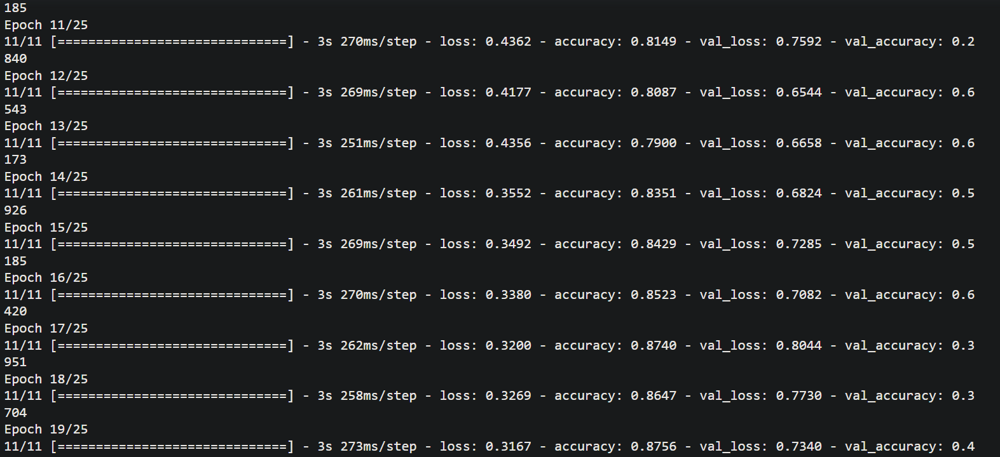 185
Epoch 11/25
11/11 [==============================] - 3s 270ms/step - loss: 0.4362 - accuracy: 0.8149 - val_loss: 0.7592 - val_accuracy: 0.2
840
Epoch 12/25
11/11 [==============================] - 3s 269ms/step - loss: 0.4177 - accuracy: 0.8087 - val_loss: 0.6544 - val_accuracy: 0.6
543
Epoch 13/25
11/11 [==============================] - 3s 251ms/step - loss: 0.4356 - accuracy: 0.7900 - val_loss: 0.6658 - val_accuracy: 0.6
173
Epoch 14/25
11/11 [==============================] - 3s 261ms/step - loss: 0.3552 - accuracy: 0.8351 - val_loss: 0.6824 - val_accuracy: 0.5
926
Epoch 15/25
11/11 [==============================] - 3s 269ms/step - loss: 0.3492 - accuracy: 0.8429 - val_loss: 0.7285 - val_accuracy: 0.5
185
Epoch 16/25
11/11 [==============================] - 3s 270ms/step - loss: 0.3380 - accuracy: 0.8523 - val_loss: 0.7082 - val_accuracy: 0.6
420
Epoch 17/25
11/11 [==============================] - 3s 262ms/step - loss: 0.3200 - accuracy: 0.8740 - val_loss: 0.8044 - val_accuracy: 0.3
951
Epoch 18/25
11/11 [==============================] - 3s 258ms/step - loss: 0.3269 - accuracy: 0.8647 - val_loss: 0.7730 - val_accuracy: 0.3
704
Epoch 19/25
11/11 [==============================] - 3s 273ms/step - loss: 0.3167 - accuracy: 0.8756 - val_loss: 0.7340 - val_accuracy: 0.4